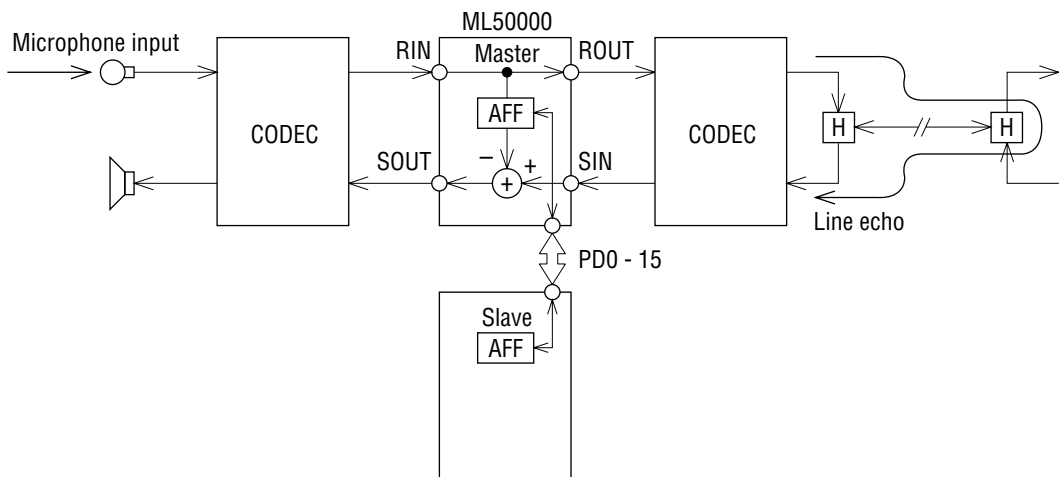 ML50000
Microphone input
RIN
Master
ROUT
AFF
CODEC
CODEC
H
H
SOUT
−
+
+
SIN
Line echo
PD0 - 15
Slave
AFF